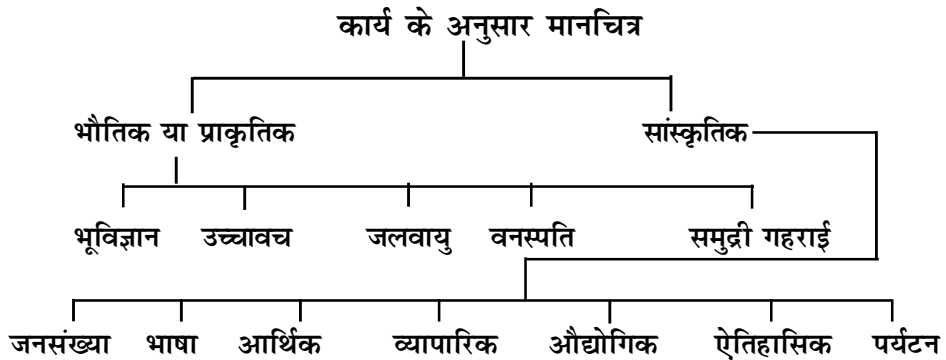 कार्य के अनुसार मानचित्र
भौतिक या प्राकृतिक सांस्कृतिक
भूविज्ञान उच्चावच जलवायु वनस्पति समुद्री गहराई
जनसंख्या भाषा आर्थिक व्यापारिक औद्योगिक ऐतिहासिक पर्यटन